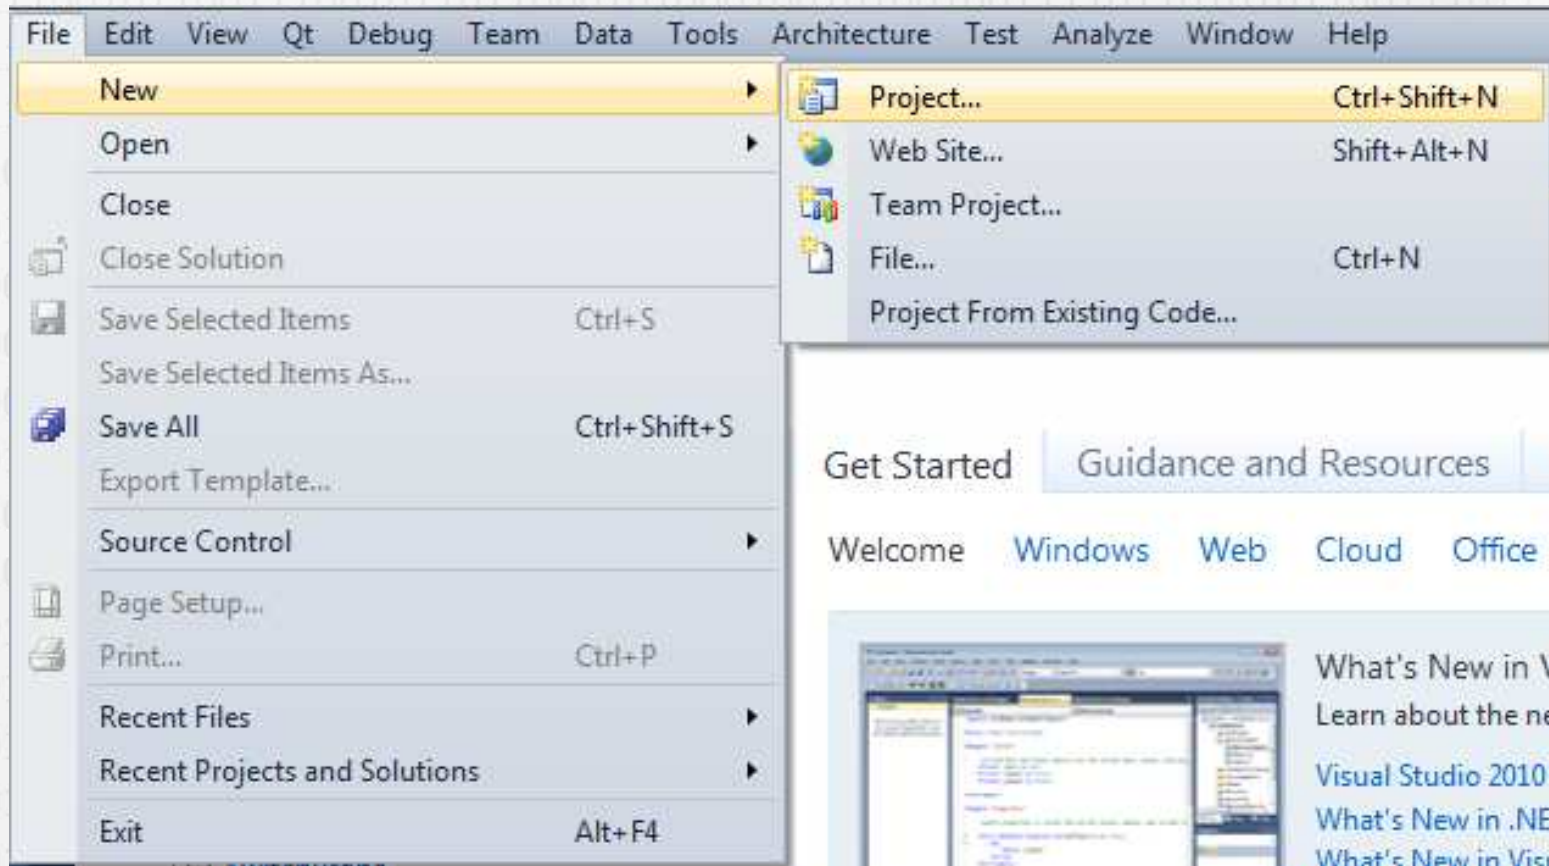 File Edit View Qt Debug Team Data Tools Architecture Test Analyze Window Help
New
Open
Close
Close Solution
Save Selected Items Ctrl+S
Save Selected Items As...
Save All Ctrl+Shift+S
Export Template...
Source Control
Page Setup...
Print... Ctrl+P
Recent Files
Recent Projects and Solutions
Exit Alt+F4
Project... Ctrl+Shift+N
Web Site... Shift+Alt+N
Team Project...
File... Ctrl+N
Project From Existing Code...
Get Started Guidance and Resources
Welcome Windows Web Cloud Office
What's New in
Learn about the
Visual Studio 2010
What's New in
What's New in